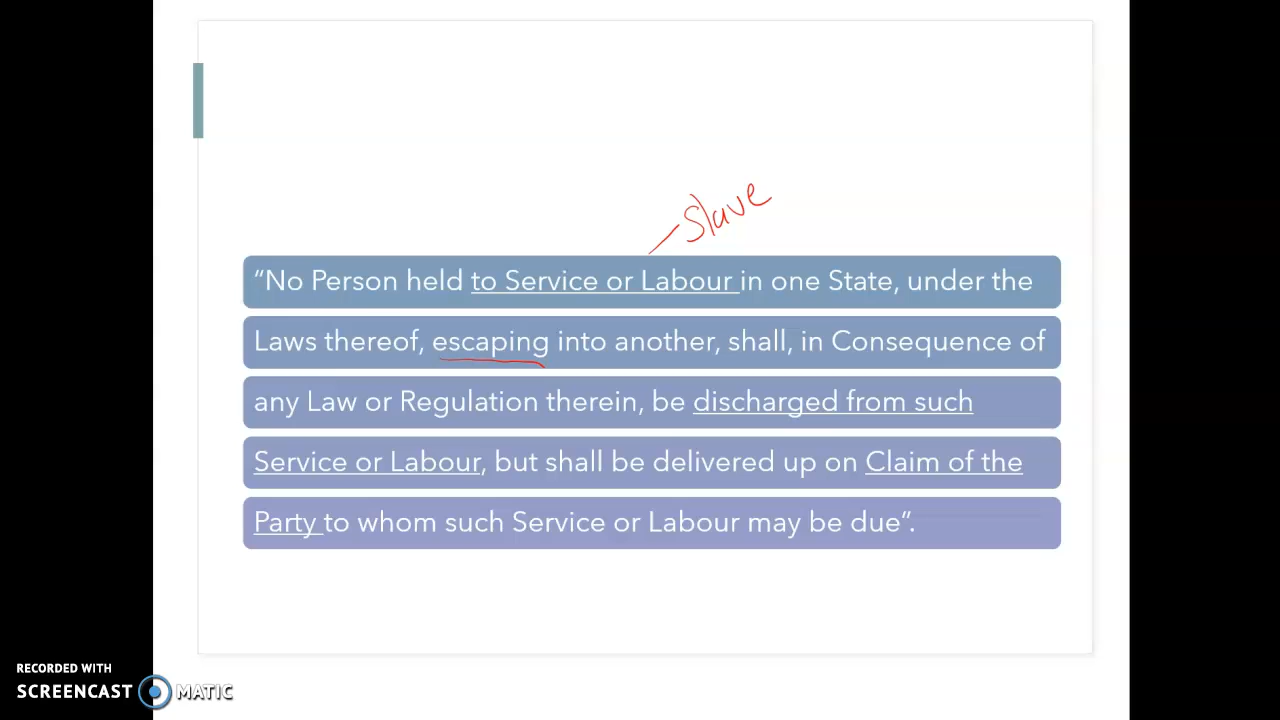 slave
“No Person held to Service or Labour in one State, under the
Laws thereof, escaping into another, shall, in Consequence of
any Law or Regulation therein, be discharged from such
Service or Labour, but shall be delivered up on Claim of the
Party to whom such Service or Labour may be due”.
RECORDED WITH
SCREENCAST MATIC